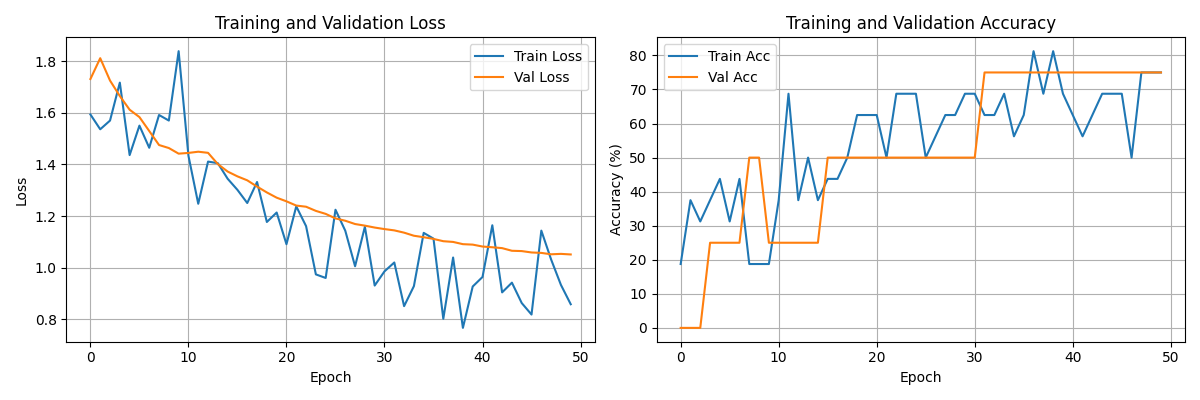 Training and Validation Loss
Loss
1.8
1.6
1.4
1.2
1.0
0.8
Train Loss
Val Loss
0 10 20 30 40 50
Epoch
Training and Validation Accuracy
Accuracy (%)
80
70
60
50
40
30
20
10
0
Train Acc
Val Acc
0 10 20 30 40 50
Epoch